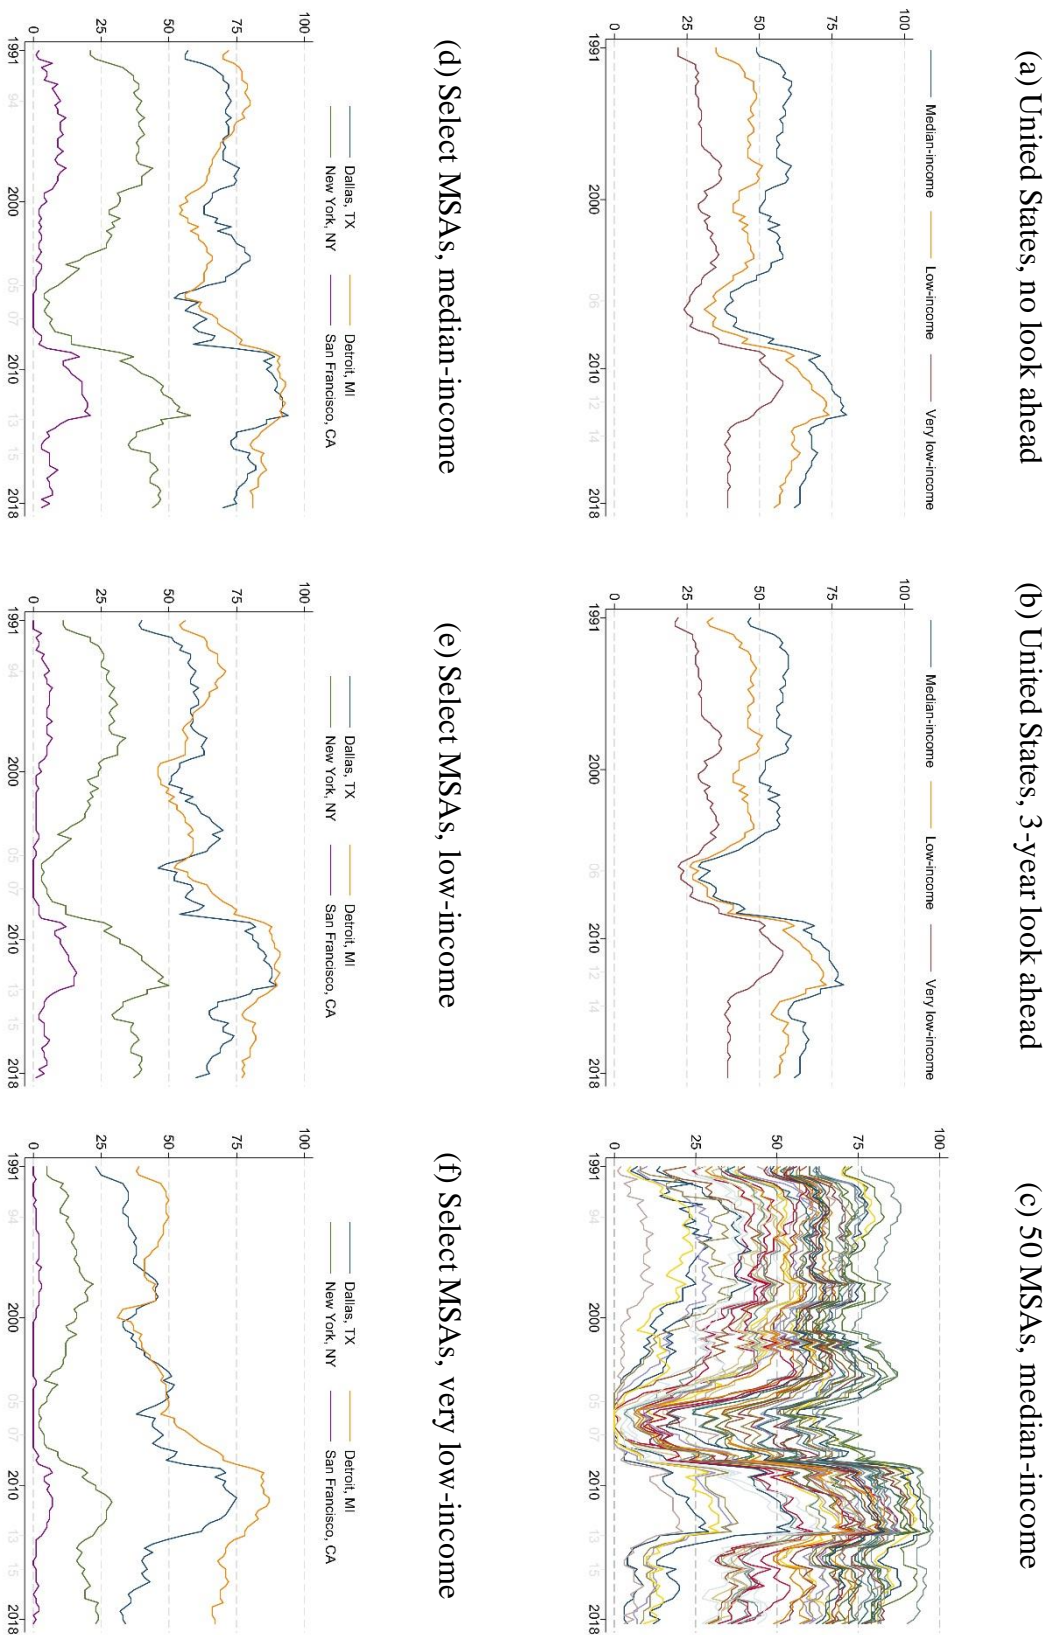 (a) United States, no look ahead
Median-income Low-income Very low-income
100
75
50
25
0
1991 2000 06 2010 12 14 2018
(b) United States, 3-year look ahead
Median-income Low-income Very low-income
100
75
50
25
0
1991 2000 06 2010 12 14 2018
(c) 50 MSAs, median-income
100
75
50
25
0
1991 94 2000 05 07 2010 13 15 2018
(d) Select MSAs, median-income
Dallas, TX Detroit, MI
New York, NY San Francisco, CA
100
75
50
25
0
1991 94 2000 05 07 2010 13 15 2018
(e) Select MSAs, low-income
Dallas, TX Detroit, MI
New York, NY San Francisco, CA
100
75
50
25
0
1991 94 2000 05 07 2010 13 15 2018
(f) Select MSAs, very low-income
Dallas, TX Detroit, MI
New York, NY San Francisco, CA
100
75
50
25
0
1991 94 2000 05 07 2010 13 15 2018